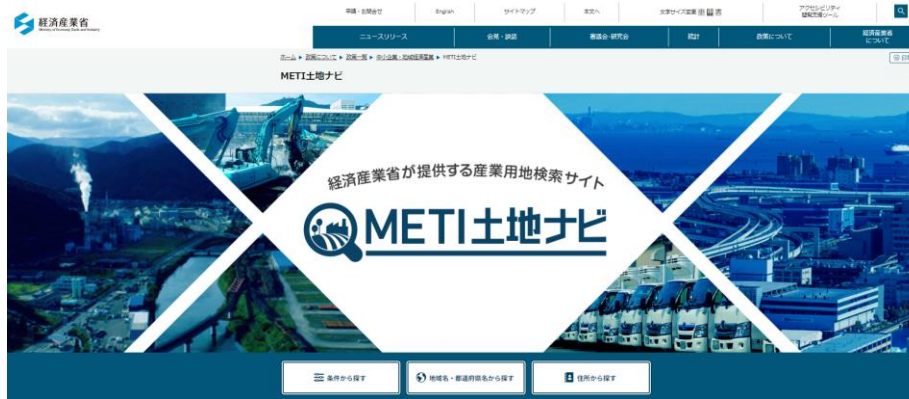 経済産業省
Ministry of Economy, Trade and Industry
申請・お問合せ
English
サイトマップ
本文へ
文字サイズ変更
アクセシビリティ
閲覧支援ツール
ニュースリリース
会見・談話
審議会・研究会
統計
政策について
経済産業省
について
ホーム ▶ 政策について ▶ 政策一覧 ▶ 中小企業・地域経済産業 ▶ METI土地ナビ
METI土地ナビ
経済産業省が提供する産業用地検索サイト
METI土地ナビ
条件から探す
地域名・都道府県名から探す
住所から探す